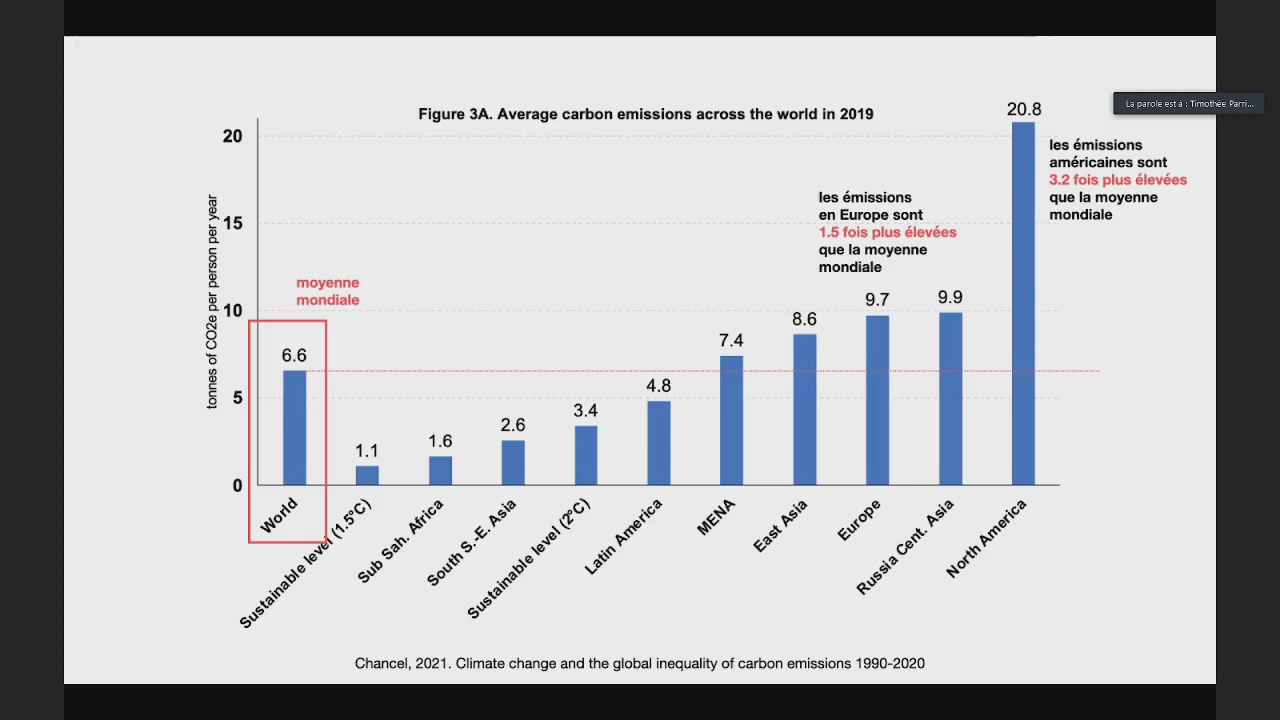 La parole est à : Timothée Parri...
Figure 3A. Average carbon emissions across the world in 2019
tonnes of CO2e per person per year
20
15
10
5
0
moyenne
mondiale
les émissions
en Europe sont
1.5 fois plus élevées
que la moyenne
mondiale
les émissions
américaines sont
3.2 fois plus élevées
que la moyenne
mondiale
6.6
1.1
1.6
2.6
3.4
4.8
7.4
8.6
9.7
9.9
20.8
World
Sustainable level (1.5°C)
Sub Sah. Africa
South S.-E. Asia
Sustainable level (2°C)
Latin America
MENA
East Asia
Europe
Russia Cent. Asia
North America
Chancel, 2021. Climate change and the global inequality of carbon emissions 1990-2020